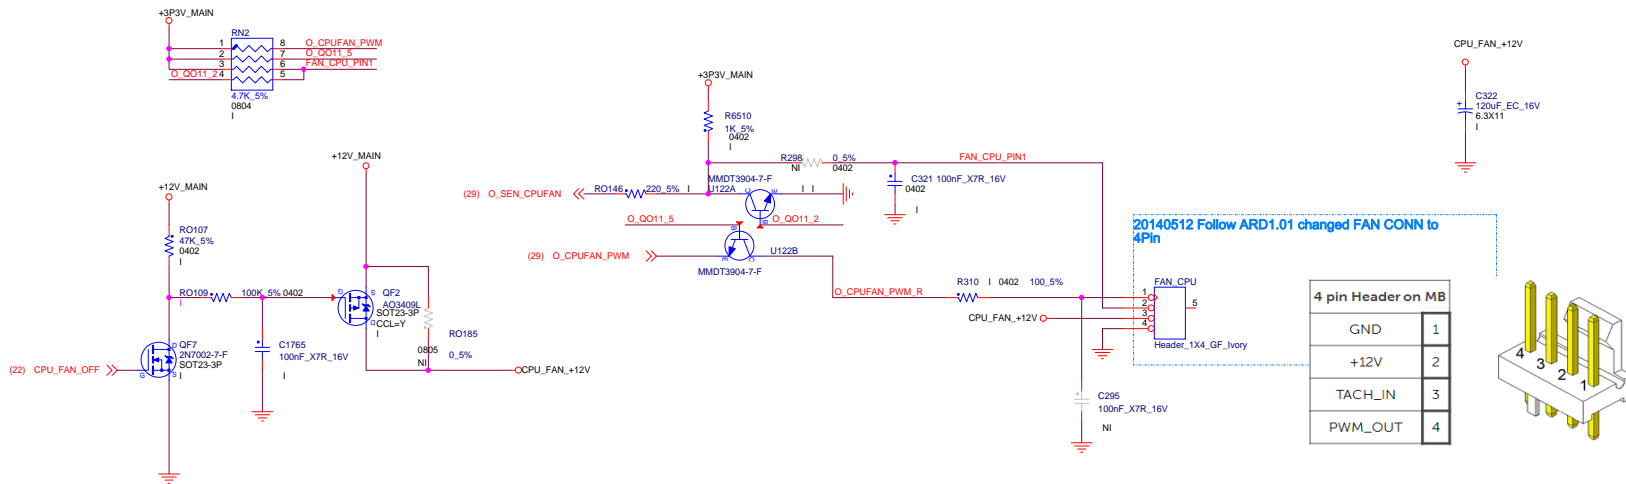 +3P3V_MAIN
RN2
1
8
O_CPUFAN_PWM
2
7
O_QO11_5
3
6
FAN_CPU_PIN1
O_QO11_2
4
5
4.7K_5%
0804
I
+12V_MAIN
RO107
47K_5%
0402
I
RO109
100K_5%
0402
I
QF7
2N7002-7-F
SOT23-3P
I
D
G
S
(22) CPU_FAN_OFF
C1765
100nF_X7R_16V
I
+12V_MAIN
QF2
AO3409L
SOT23-3P
CCL=Y
I
G
S
D
RO185
0805
0_5%
NI
CPU_FAN_+12V
+3P3V_MAIN
R6510
1K_5%
0402
I
R298
0_5%
NI
0402
FAN_CPU_PIN1
MMDT3904-7-F
(29) O_SEN_CPUFAN
RO146
220_5%
I
U122A
I I
C
E
B
C321 100nF_X7R_16V
0402
I
O_QO11_5
O_QO11_2
B
(29) O_CPUFAN_PWM
E
C
U122B
MMDT3904-7-F
O_CPUFAN_PWM_R
R310 I 0402 100_5%
CPU_FAN_+12V
C295
100nF_X7R_16V
NI
CPU_FAN_+12V
C322
120uF_EC_16V
6.3X11
I
20140512 Follow ARD1.01 changed FAN CONN to
4Pin
FAN_CPU
1
2
3
4
5
Header_1X4_GF_Ivory
4 pin Header on MB
GND 1
+12V 2
TACH_IN 3
PWM_OUT 4
4
3
2
1